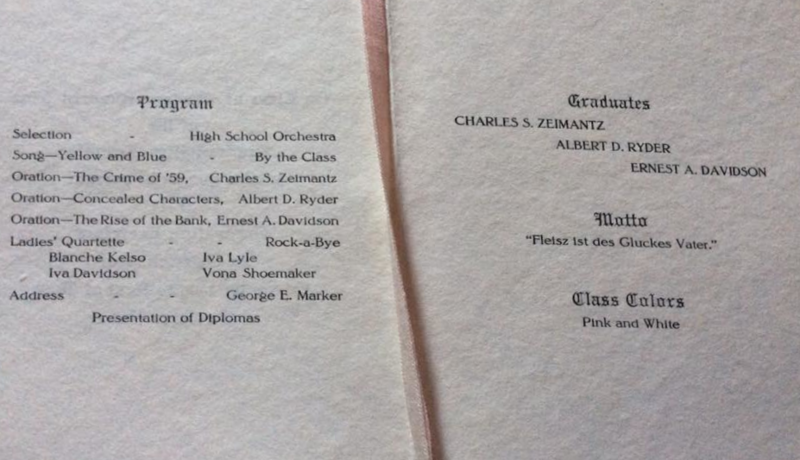 Program
Selection - High School Orchestra
Song—Yellow and Blue - By the Class
Oration—The Crime of '59, Charles S. Zeimantz
Oration—Concealed Characters, Albert D. Ryder
Oration—The Rise of the Bank, Ernest A. Davidson
Ladies' Quartette - - Rock-a-Bye
Blanche Kelso Iva Lyle
Iva Davidson Vona Shoemaker
Address - - George E. Marker
Presentation of Diplomas
Graduates
CHARLES S. ZEIMANTZ
ALBERT D. RYDER
ERNEST A. DAVIDSON
Motto
"Fleisz ist des Gluckes Vater."
Class Colors
Pink and White